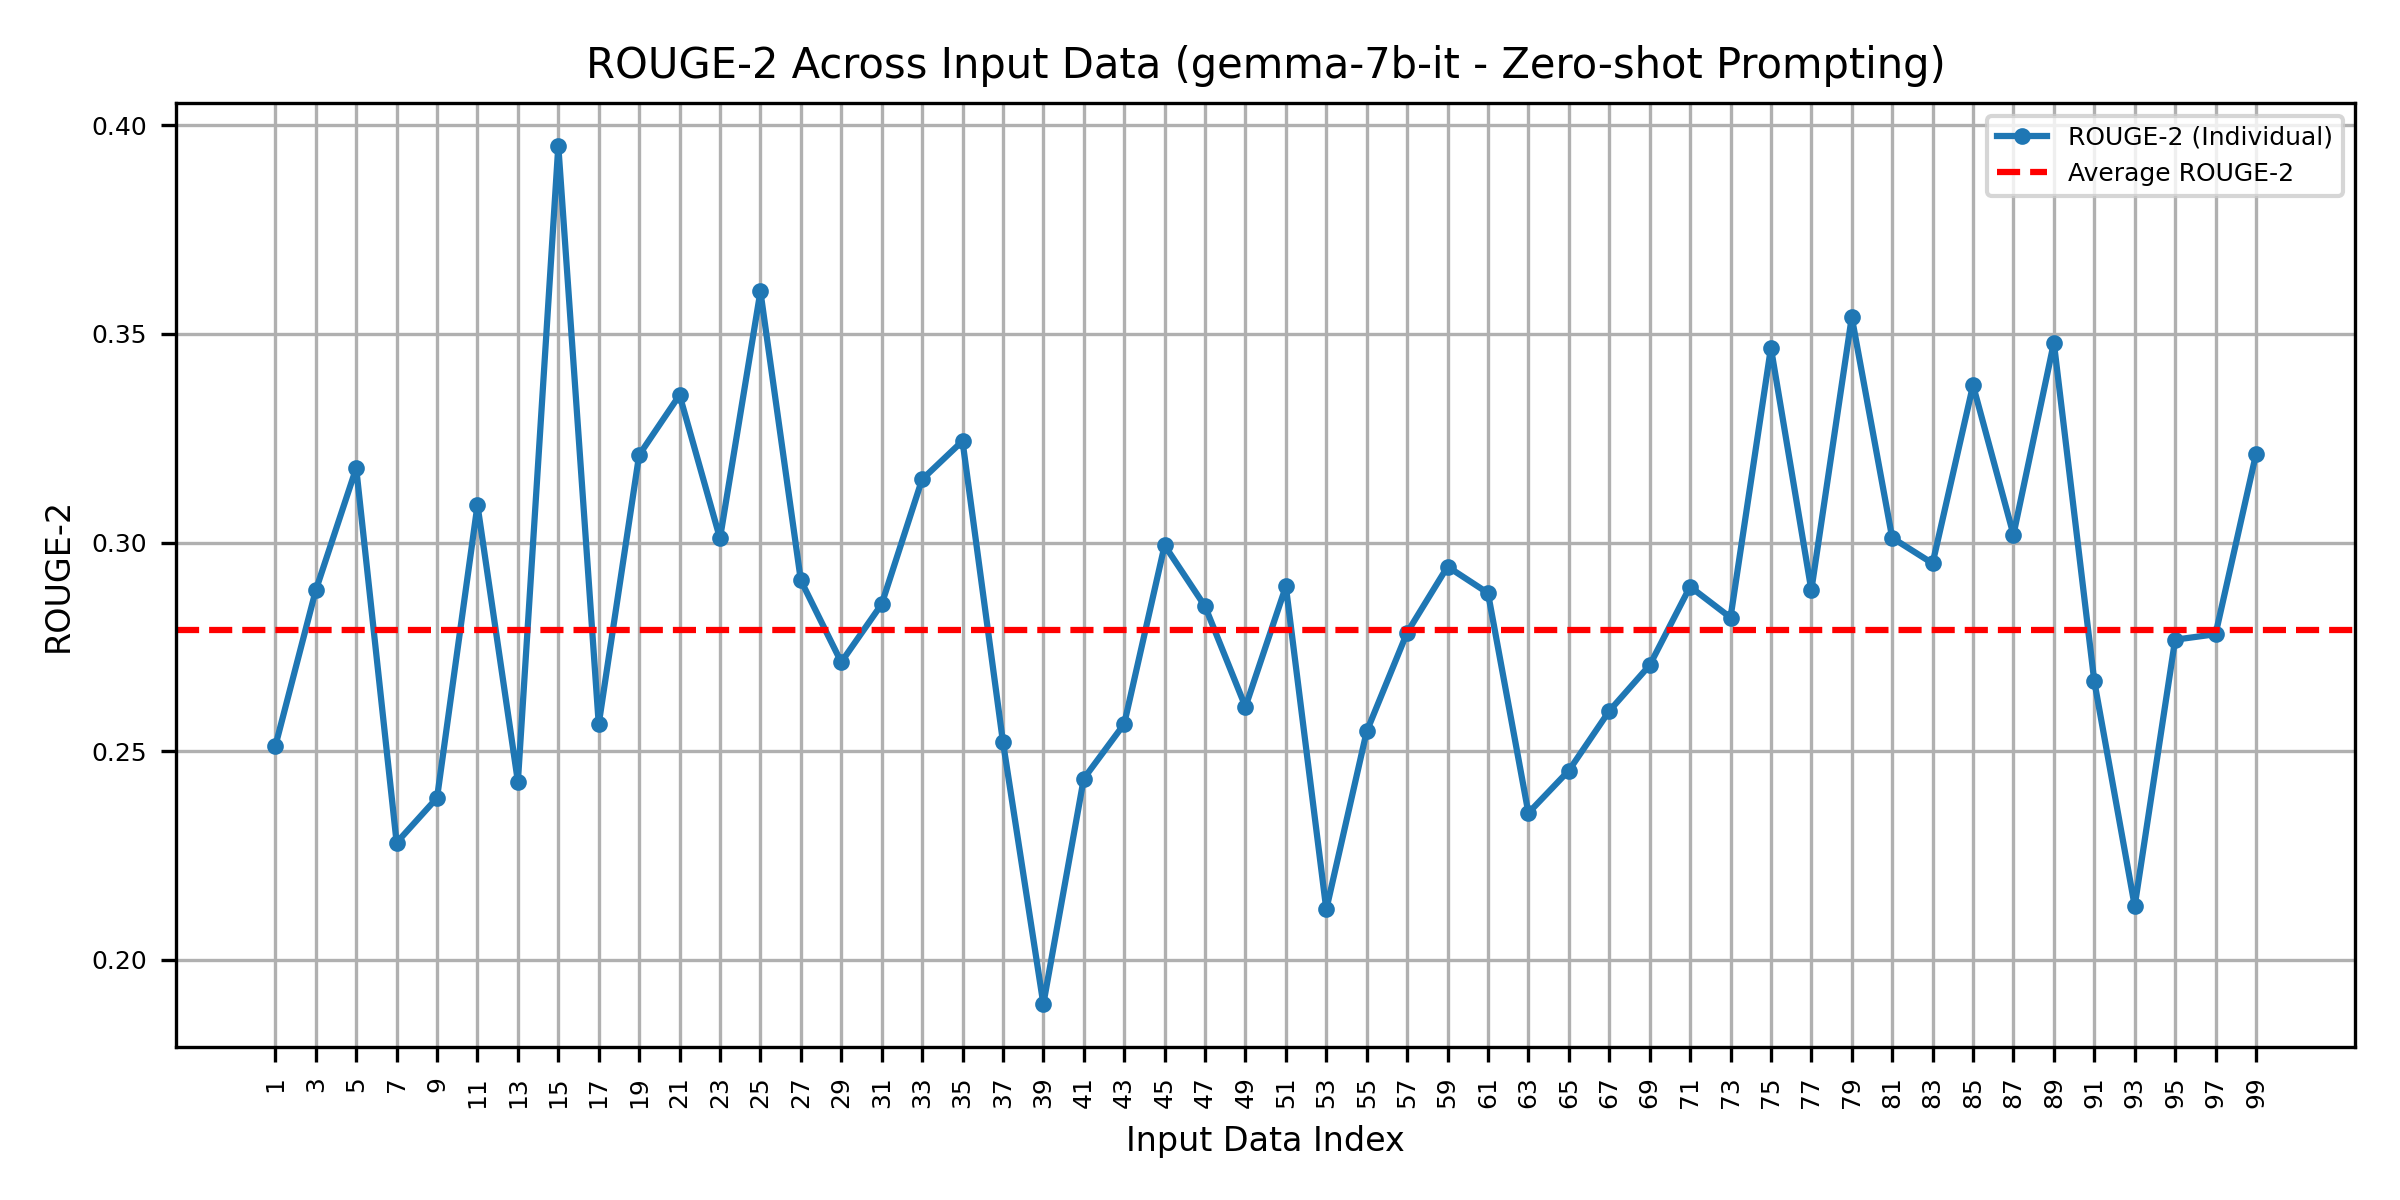 ROUGE-2 Across Input Data (gemma-7b-it - Zero-shot Prompting)
ROUGE-2 (Individual)
Average ROUGE-2
ROUGE-2
0.40
0.35
0.30
0.25
0.20
1 3 5 7 9 11 13 15 17 19 21 23 25 27 29 31 33 35 37 39 41 43 45 47 49 51 53 55 57 59 61 63 65 67 69 71 73 75 77 79 81 83 85 87 89 91 93 95 97 99
Input Data Index